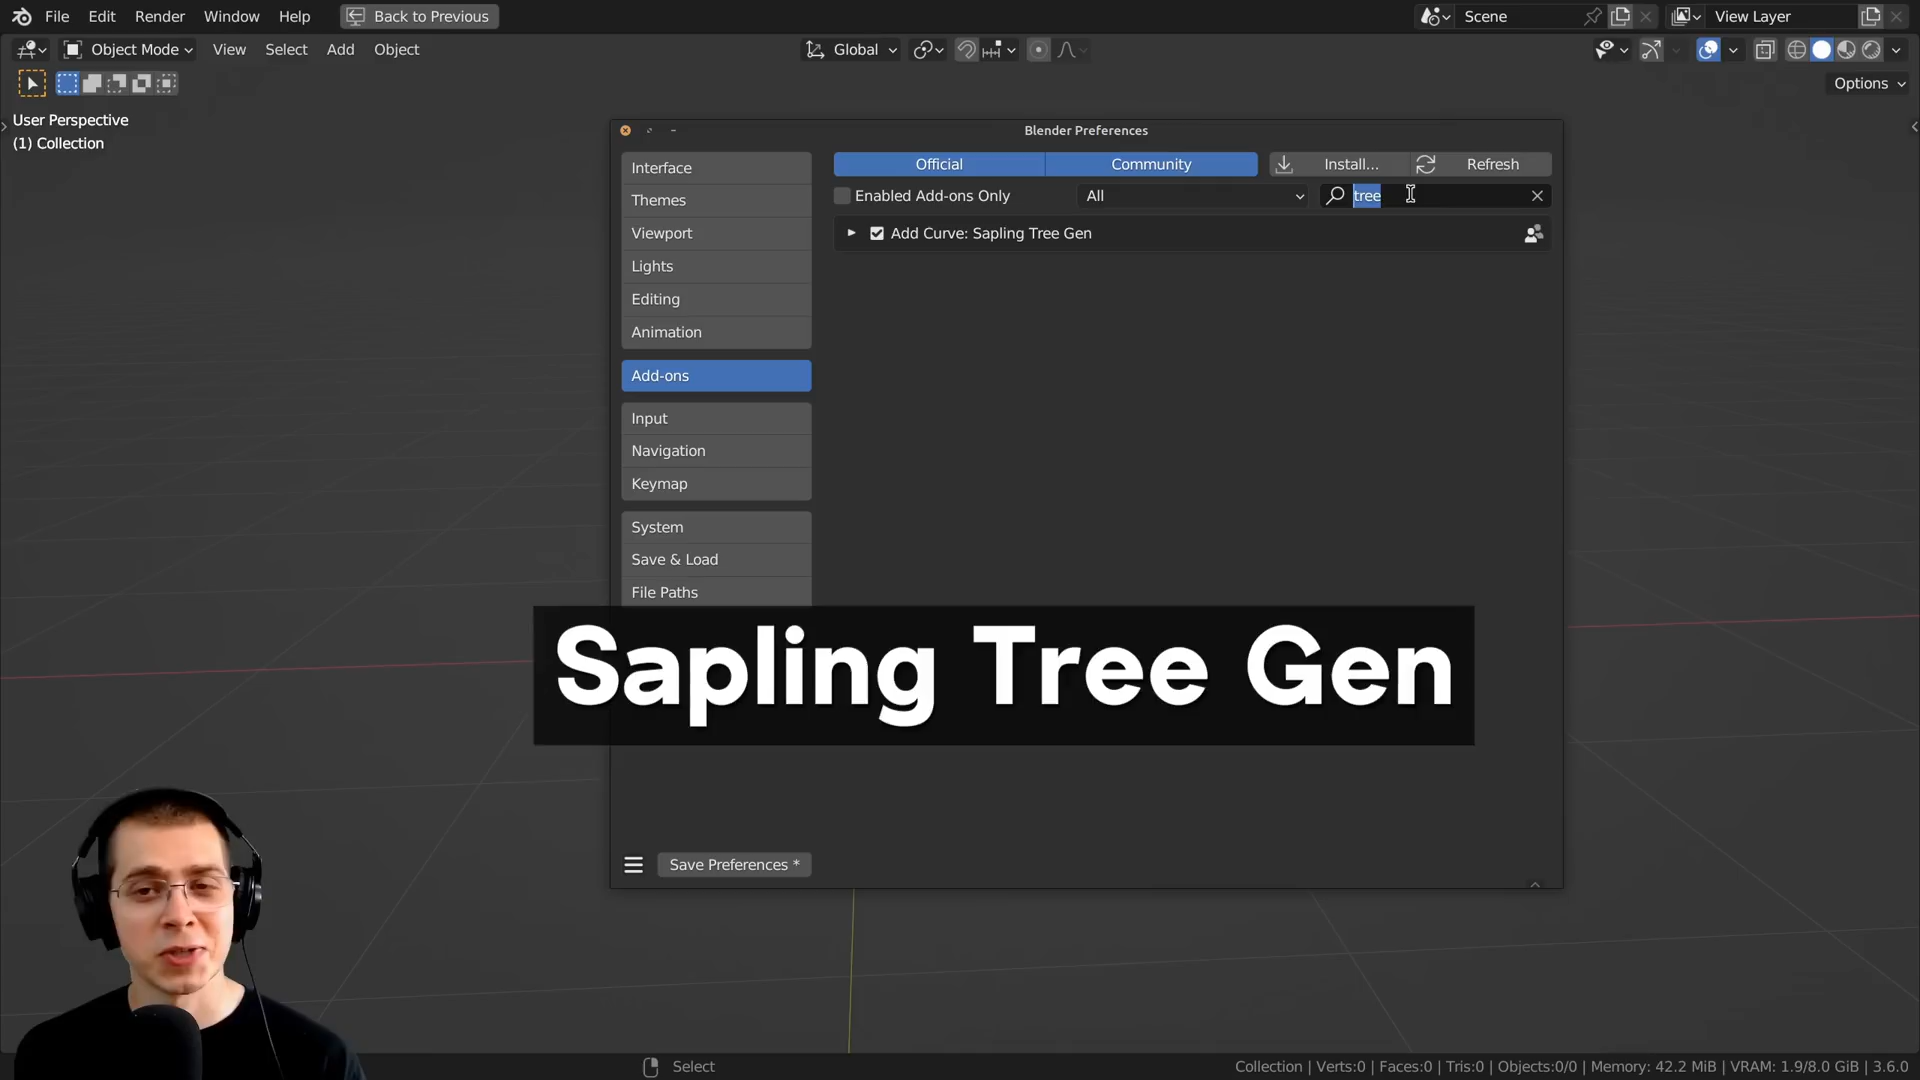 File Edit Render Window Help Back to Previous Scene View Layer
Object Mode View Select Add Object Global
Options
User Perspective
(1) Collection
Blender Preferences
Interface
Themes
Viewport
Lights
Editing
Animation
Add-ons
Input
Navigation
Keymap
System
Save & Load
File Paths
Official Community Install... Refresh
Enabled Add-ons Only All tree
Add Curve: Sapling Tree Gen
Sapling Tree Gen
Save Preferences *
Select
Collection | Verts:0 | Faces:0 | Tris:0 | Objects:0/0 | Memory: 42.2 MiB | VRAM: 1.9/8.0 GiB | 3.6.0